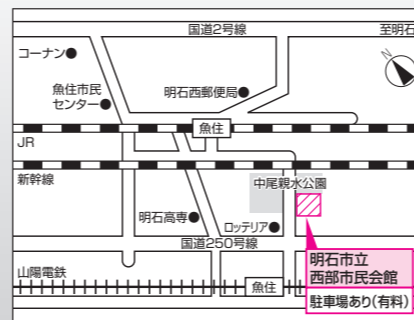 国道2号線
至明石
コーナン
N
魚住市民
センター
明石西郵便局
魚住
JR
新幹線
中尾親水公園
明石高専
ロッテリア
国道250号線
明石市立
西部市民会館
山陽電鉄
魚住
駐車場あり(有料)